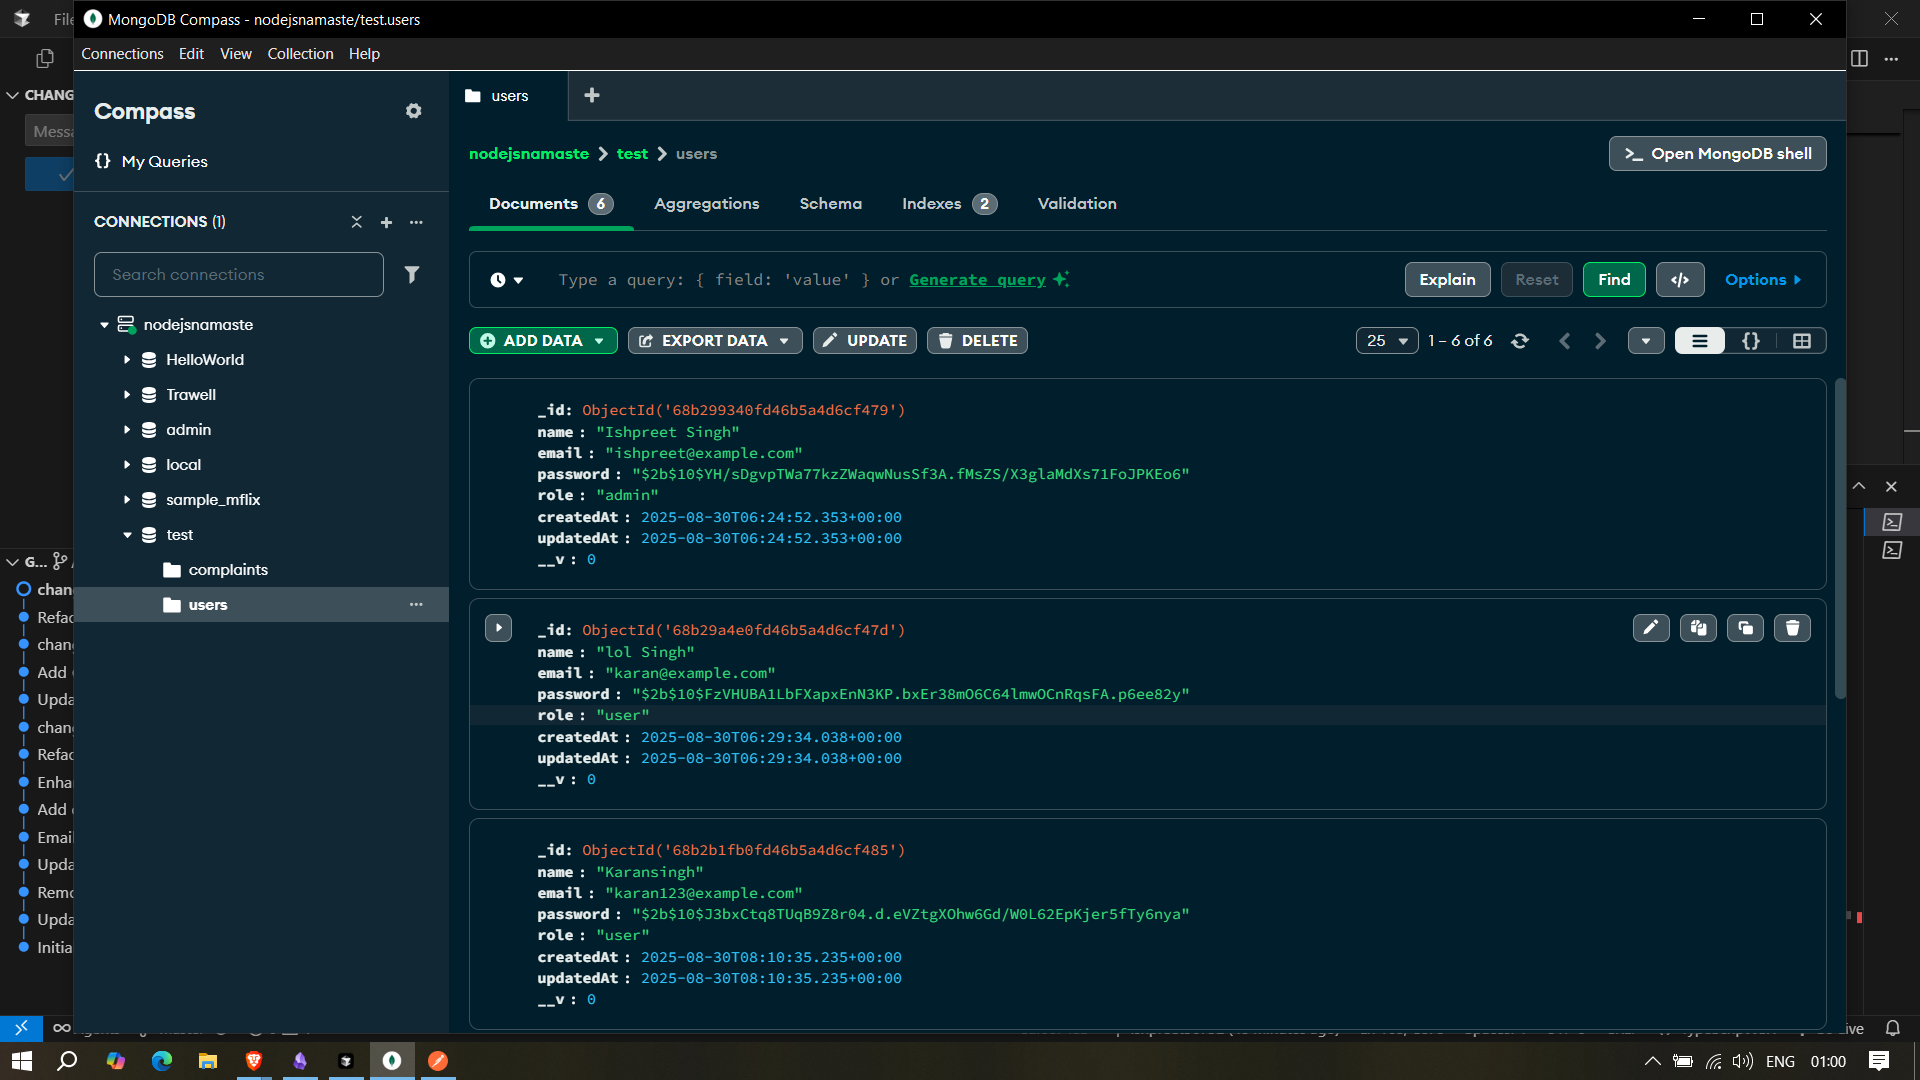 File
MongoDB Compass - nodejsnamaste/test.users
Connections Edit View Collection Help
CHANG
Messa
Compass
My Queries
CONNECTIONS (1)
Search connections
nodejsnamaste
HelloWorld
Trawell
admin
local
sample_mflix
test
complaints
users
users
nodejsnamaste > test > users
>_ Open MongoDB shell
Documents 6 Aggregations Schema Indexes 2 Validation
Type a query: { field: 'value' } or Generate query
Explain Reset Find </> Options
ADD DATA EXPORT DATA UPDATE DELETE
25 1 – 6 of 6 {}
_id: ObjectId('68b299340fd46b5a4d6cf479')
name : "Ishpreet Singh"
email : "ishpreet@example.com"
password : "$2b$10$YH/sDgvpTWa77kzZWaqwNusSf3A.fMsZS/X3glaMdXs71FoJPKEo6"
role : "admin"
createdAt : 2025-08-30T06:24:52.353+00:00
updatedAt : 2025-08-30T06:24:52.353+00:00
__v : 0
_id: ObjectId('68b29a4e0fd46b5a4d6cf47d')
name : "lol Singh"
email : "karan@example.com"
password : "$2b$10$FzVHUBA1LbFXapxEnN3KP.bxEr38mO6C64lmwOCnRqsFA.p6ee82y"
role : "user"
createdAt : 2025-08-30T06:29:34.038+00:00
updatedAt : 2025-08-30T06:29:34.038+00:00
__v : 0
_id: ObjectId('68b2b1fb0fd46b5a4d6cf485')
name : "Karansingh"
email : "karan123@example.com"
password : "$2b$10$J3bxCtq8TUqB9Z8r04.d.eVZtgXOhw6Gd/W0L62EpKjer5fTy6nya"
role : "user"
createdAt : 2025-08-30T08:10:35.235+00:00
updatedAt : 2025-08-30T08:10:35.235+00:00
__v : 0
G...
chan
Refac
chan
Add
Upda
chan
Refac
Enha
Add
Emai
Upda
Remo
Upda
Initia
ENG 01:00